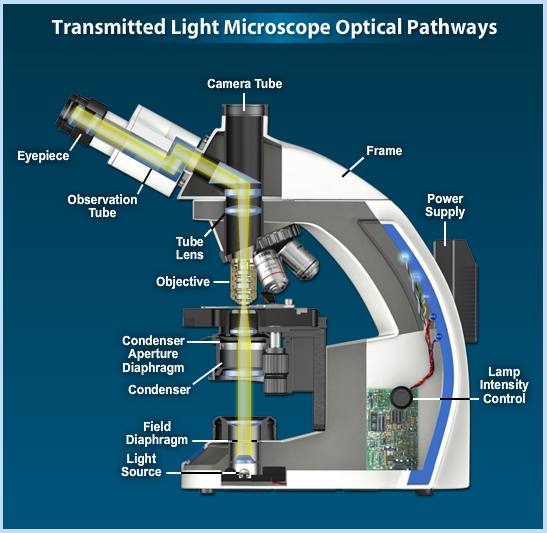 Transmitted Light Microscope Optical Pathways
Camera Tube
Eyepiece
Frame
Observation
Tube
Power
Supply
Tube
Lens
Objective
Condenser
Aperture
Diaphragm
Condenser
Lamp
Intensity
Control
Field
Diaphragm
Light
Source